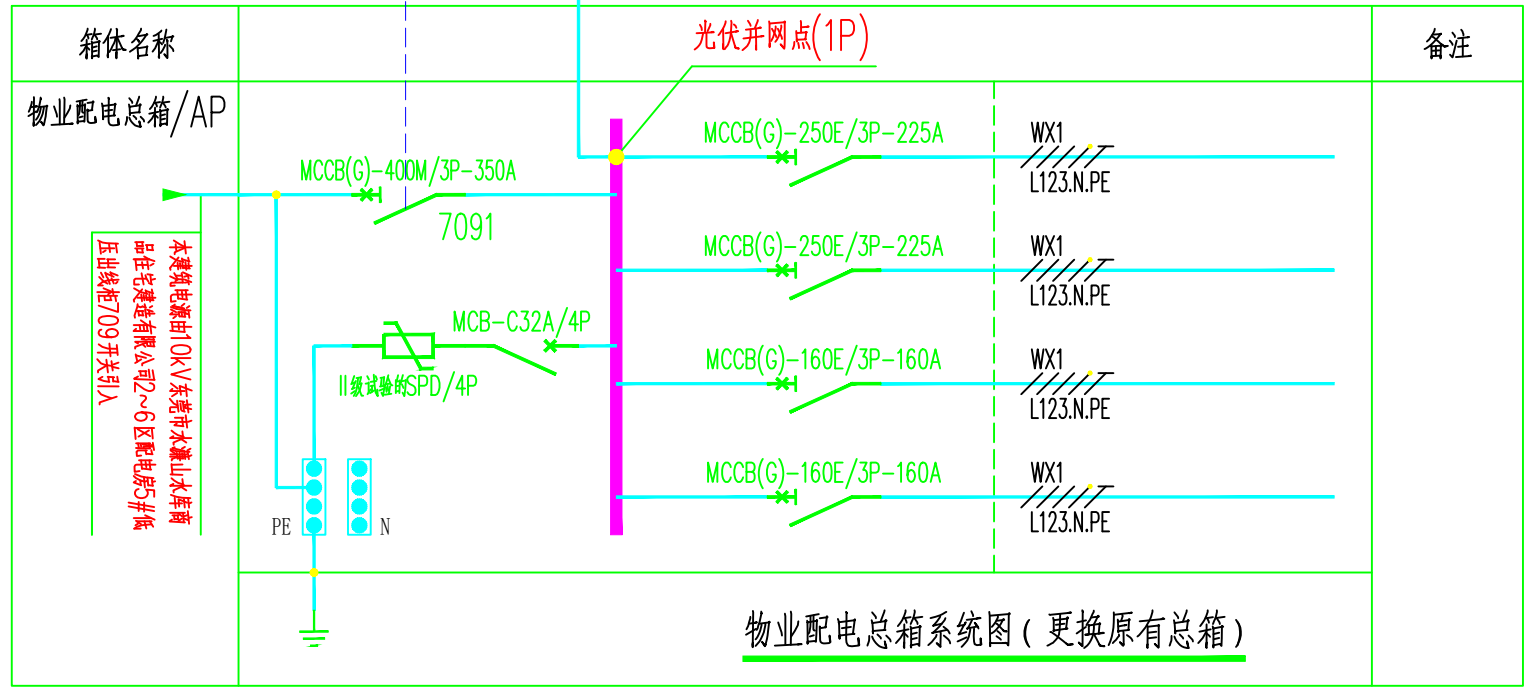 箱体名称
光伏并网点(1P)
备注
物业配电总箱/AP
MCCB(G)-400M/3P-350A
7091
本建筑电源由10kV东莞市水濂山水库商
品住宅建造有限公司2~6区配电房5#低
压出线柜709开关引入
MCB-C32A/4P
II级试验的SPD/4P
PE
N
MCCB(G)-250E/3P-225A
WX1
L123.N.PE
MCCB(G)-250E/3P-225A
WX1
L123.N.PE
MCCB(G)-160E/3P-160A
WX1
L123.N.PE
MCCB(G)-160E/3P-160A
WX1
L123.N.PE
物业配电总箱系统图(更换原有总箱)